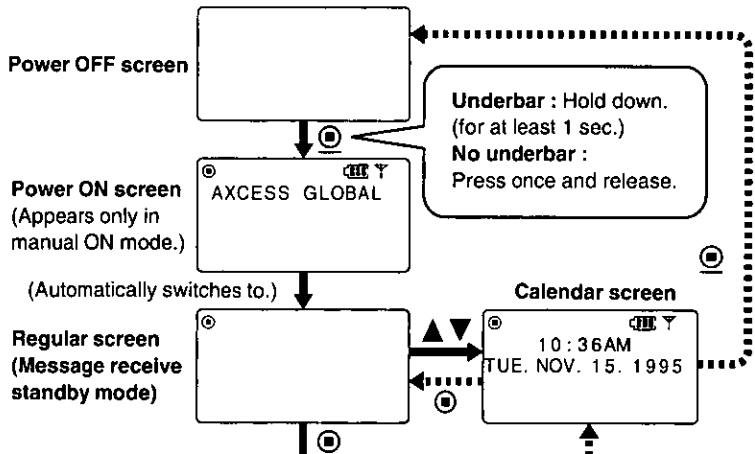 Power OFF screen
Underbar : Hold down.
(for at least 1 sec.)
No underbar :
Press once and release.
Power ON screen
(Appears only in
manual ON mode.)
AXCESS GLOBAL
(Automatically switches to.)
Calendar screen
Regular screen
(Message receive
standby mode)
10:36AM
TUE. NOV. 15. 1995